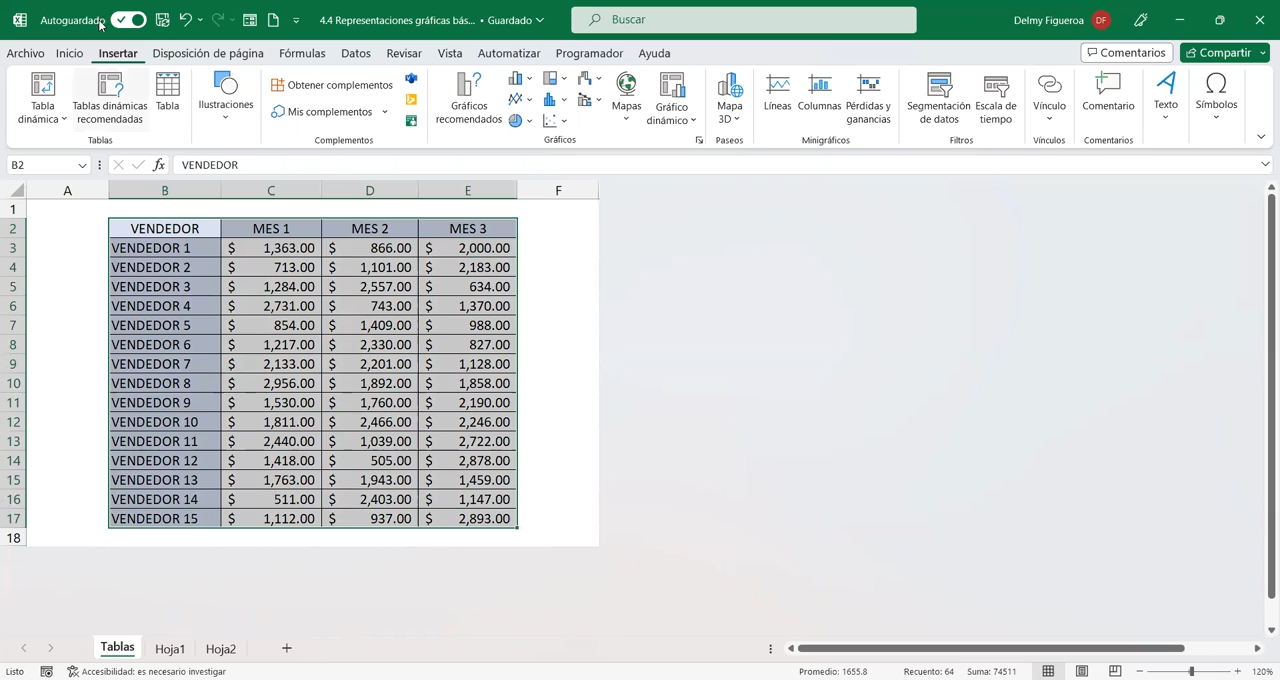 Autoguardado
4.4 Representaciones gráficas bás... • Guardado
Buscar
Delmy Figueroa DF
Archivo Inicio Insertar Disposición de página Fórmulas Datos Revisar Vista Automatizar Programador Ayuda
Comentarios Compartir
Tabla dinámica
Tablas dinámicas recomendadas
Tabla
Tablas
Ilustraciones
Obtener complementos
Mis complementos
Complementos
Gráficos recomendados
Mapas
Gráfico dinámico
Gráficos
Mapa 3D
Paseos
Líneas
Columnas
Pérdidas y ganancias
Minigráficos
Segmentación de datos
Escala de tiempo
Filtros
Vínculo
Vínculos
Comentario
Comentarios
Texto
Símbolos
B2 fx VENDEDOR
A B C D E F
1
2 VENDEDOR MES 1 MES 2 MES 3
3 VENDEDOR 1 $ 1,363.00 $ 866.00 $ 2,000.00
4 VENDEDOR 2 $ 713.00 $ 1,101.00 $ 2,183.00
5 VENDEDOR 3 $ 1,284.00 $ 2,557.00 $ 634.00
6 VENDEDOR 4 $ 2,731.00 $ 743.00 $ 1,370.00
7 VENDEDOR 5 $ 854.00 $ 1,409.00 $ 988.00
8 VENDEDOR 6 $ 1,217.00 $ 2,330.00 $ 827.00
9 VENDEDOR 7 $ 2,133.00 $ 2,201.00 $ 1,128.00
10 VENDEDOR 8 $ 2,956.00 $ 1,892.00 $ 1,858.00
11 VENDEDOR 9 $ 1,530.00 $ 1,760.00 $ 2,190.00
12 VENDEDOR 10 $ 1,811.00 $ 2,466.00 $ 2,246.00
13 VENDEDOR 11 $ 2,440.00 $ 1,039.00 $ 2,722.00
14 VENDEDOR 12 $ 1,418.00 $ 505.00 $ 2,878.00
15 VENDEDOR 13 $ 1,763.00 $ 1,943.00 $ 1,459.00
16 VENDEDOR 14 $ 511.00 $ 2,403.00 $ 1,147.00
17 VENDEDOR 15 $ 1,112.00 $ 937.00 $ 2,893.00
18
Tablas Hoja1 Hoja2
Listo Accesibilidad: es necesario investigar Promedio: 1655.8 Recuento: 64 Suma: 74511 120%